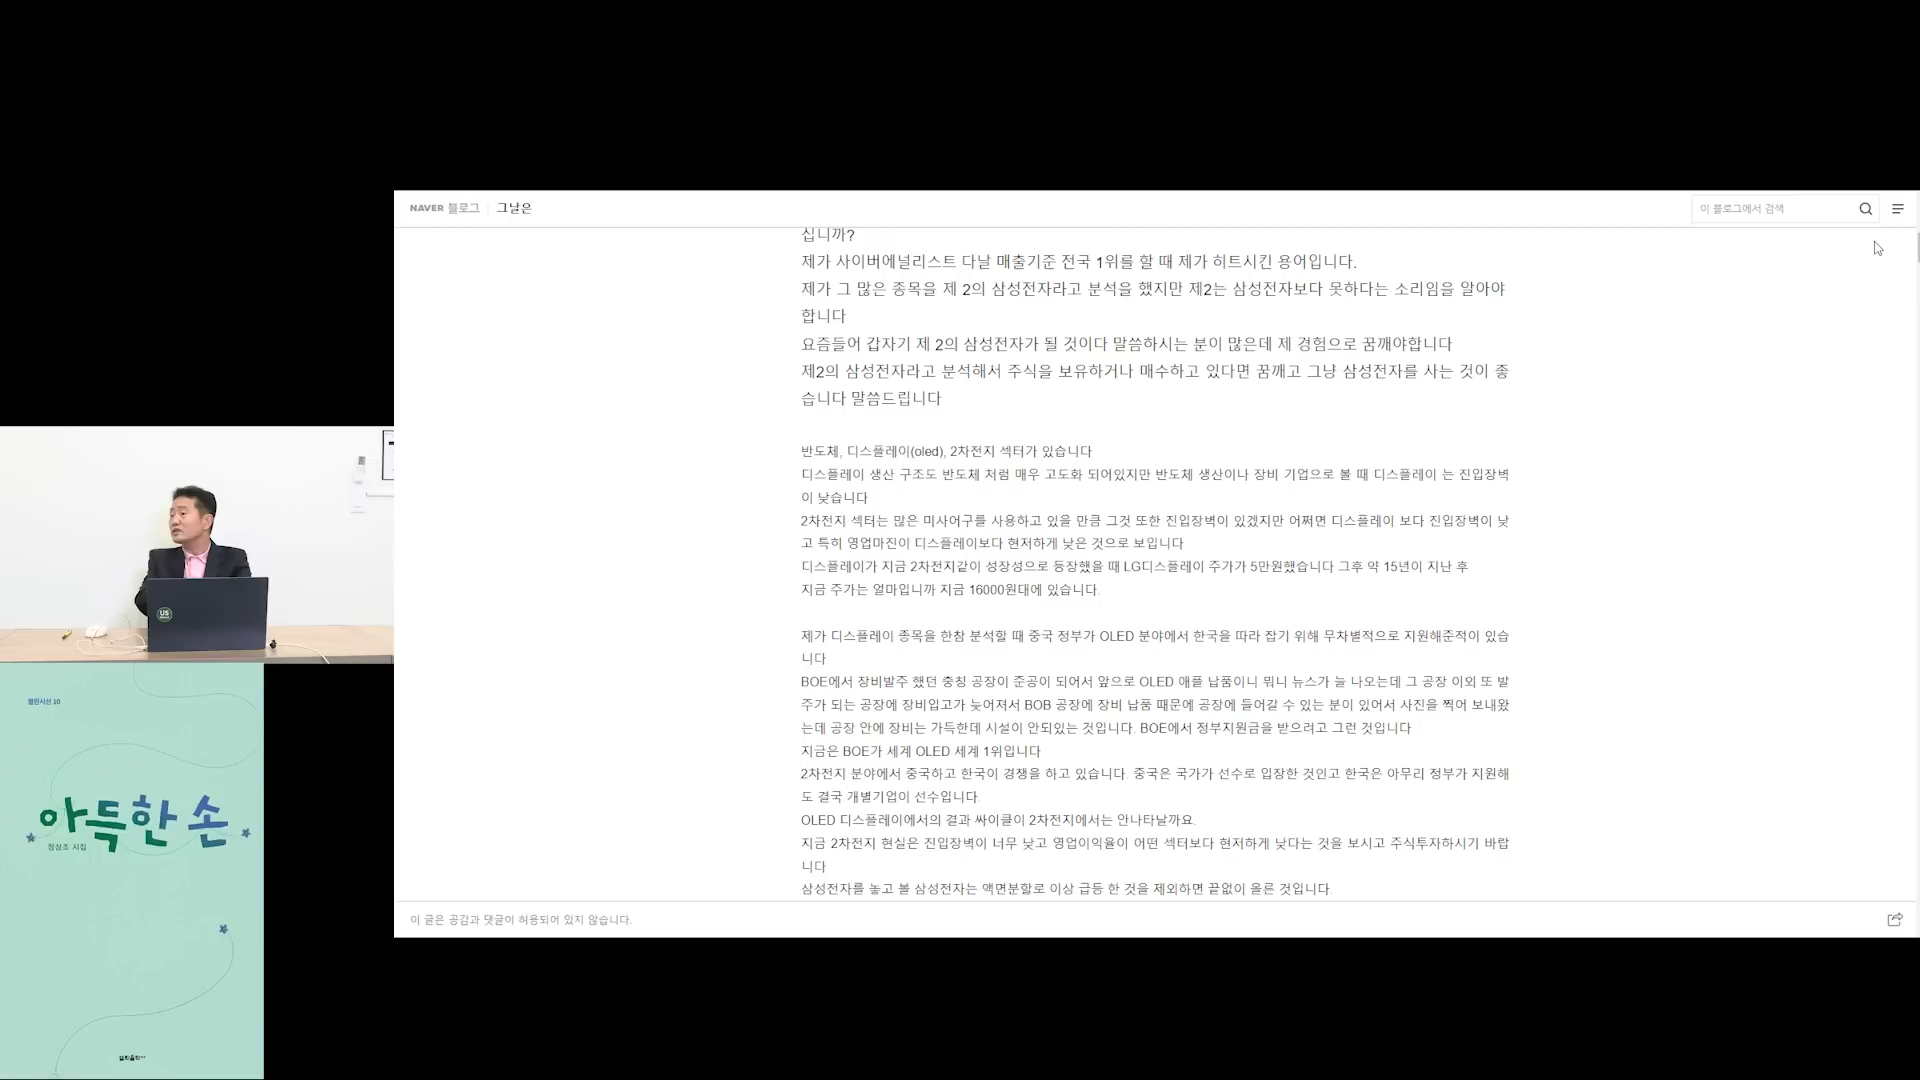 NAVER 블로그 | 그날은
이 블로그에서 검색
십니까?
제가 사이버에널리스트 다날 매출기준 전국 1위를 할 때 제가 히트시킨 용어입니다.
제가 그 많은 종목을 제 2의 삼성전자라고 분석을 했지만 제2는 삼성전자보다 못하다는 소리임을 알아야
합니다
요즘들어 갑자기 제 2의 삼성전자가 될 것이다 말씀하시는 분이 많은데 제 경험으로 꿈깨야합니다
제2의 삼성전자라고 분석해서 주식을 보유하거나 매수하고 있다면 꿈깨고 그냥 삼성전자를 사는 것이 좋
습니다 말씀드립니다
반도체, 디스플레이(oled), 2차전지 섹터가 있습니다
디스플레이 생산 구조도 반도체 처럼 매우 고도화 되어있지만 반도체 생산이나 장비 기업으로 볼 때 디스플레이 는 진입장벽
이 낮습니다
2차전지 섹터는 많은 미사어구를 사용하고 있을 만큼 그것 또한 진입장벽이 있겠지만 어쩌면 디스플레이 보다 진입장벽이 낮
고 특히 영업마진이 디스플레이보다 현저하게 낮은 것으로 보입니다
디스플레이가 지금 2차전지같이 성장성으로 등장했을 때 LG디스플레이 주가가 5만원했습니다 그후 약 15년이 지난 후
지금 주가는 얼마입니까 지금 16000원대에 있습니다.
제가 디스플레이 종목을 한참 분석할 때 중국 정부가 OLED 분야에서 한국을 따라 잡기 위해 무차별적으로 지원해준적이 있습
니다
BOE에서 장비발주 했던 충칭 공장이 준공이 되어서 앞으로 OLED 애플 납품이니 뭐니 뉴스가 늘 나오는데 그 공장 이외 또 발
주가 되는 공장에 장비입고가 늦어져서 BOB 공장에 장비 납품 때문에 공장에 들어갈 수 있는 분이 있어서 사진을 찍어 보내왔
는데 공장 안에 장비는 가득한데 시설이 안되있는 것입니다. BOE에서 정부지원금을 받으려고 그런 것입니다
지금은 BOE가 세계 OLED 세계 1위입니다
2차전지 분야에서 중국하고 한국이 경쟁을 하고 있습니다. 중국은 국가가 선수로 입장한 것인고 한국은 아무리 정부가 지원해
도 결국 개별기업이 선수입니다.
OLED 디스플레이에서의 결과 싸이클이 2차전지에서는 안나타날까요.
지금 2차전지 현실은 진입장벽이 너무 낮고 영업이익율이 어떤 섹터보다 현저하게 낮다는 것을 보시고 주식투자하시기 바랍
니다
삼성전자를 놓고 볼 삼성전자는 액면분할로 이상 급등 한 것을 제외하면 끝없이 올른 것입니다.
이 글은 공감과 댓글이 허용되어 있지 않습니다.
US
열린시선 10
아득한 손
정성조 시집